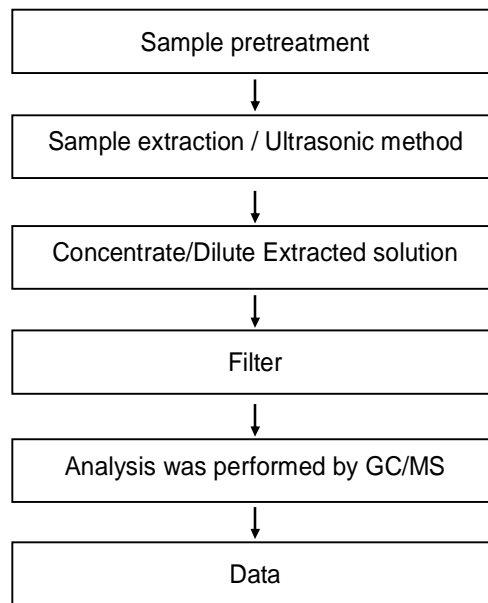 Sample pretreatment
Sample extraction / Ultrasonic method
Concentrate/Dilute Extracted solution
Filter
Analysis was performed by GC/MS
Data